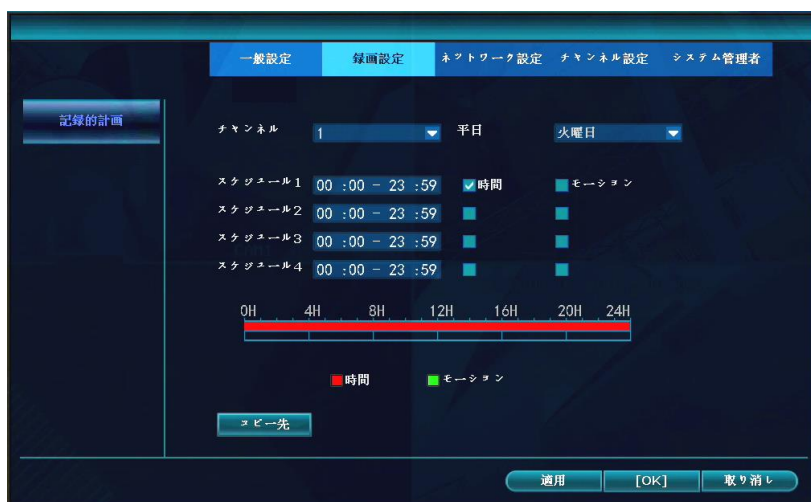 一般設定 録画設定 ネットワーク設定 チャンネル設定 システム管理者
記録的計画
チャンネル 1 平日 火曜日
スケジュール1 00 :00 - 23 :59 時間 モーション
スケジュール2 00 :00 - 23 :59
スケジュール3 00 :00 - 23 :59
スケジュール4 00 :00 - 23 :59
0H 4H 8H 12H 16H 20H 24H
時間 モーション
コピー先
適用 [OK] 取り消し